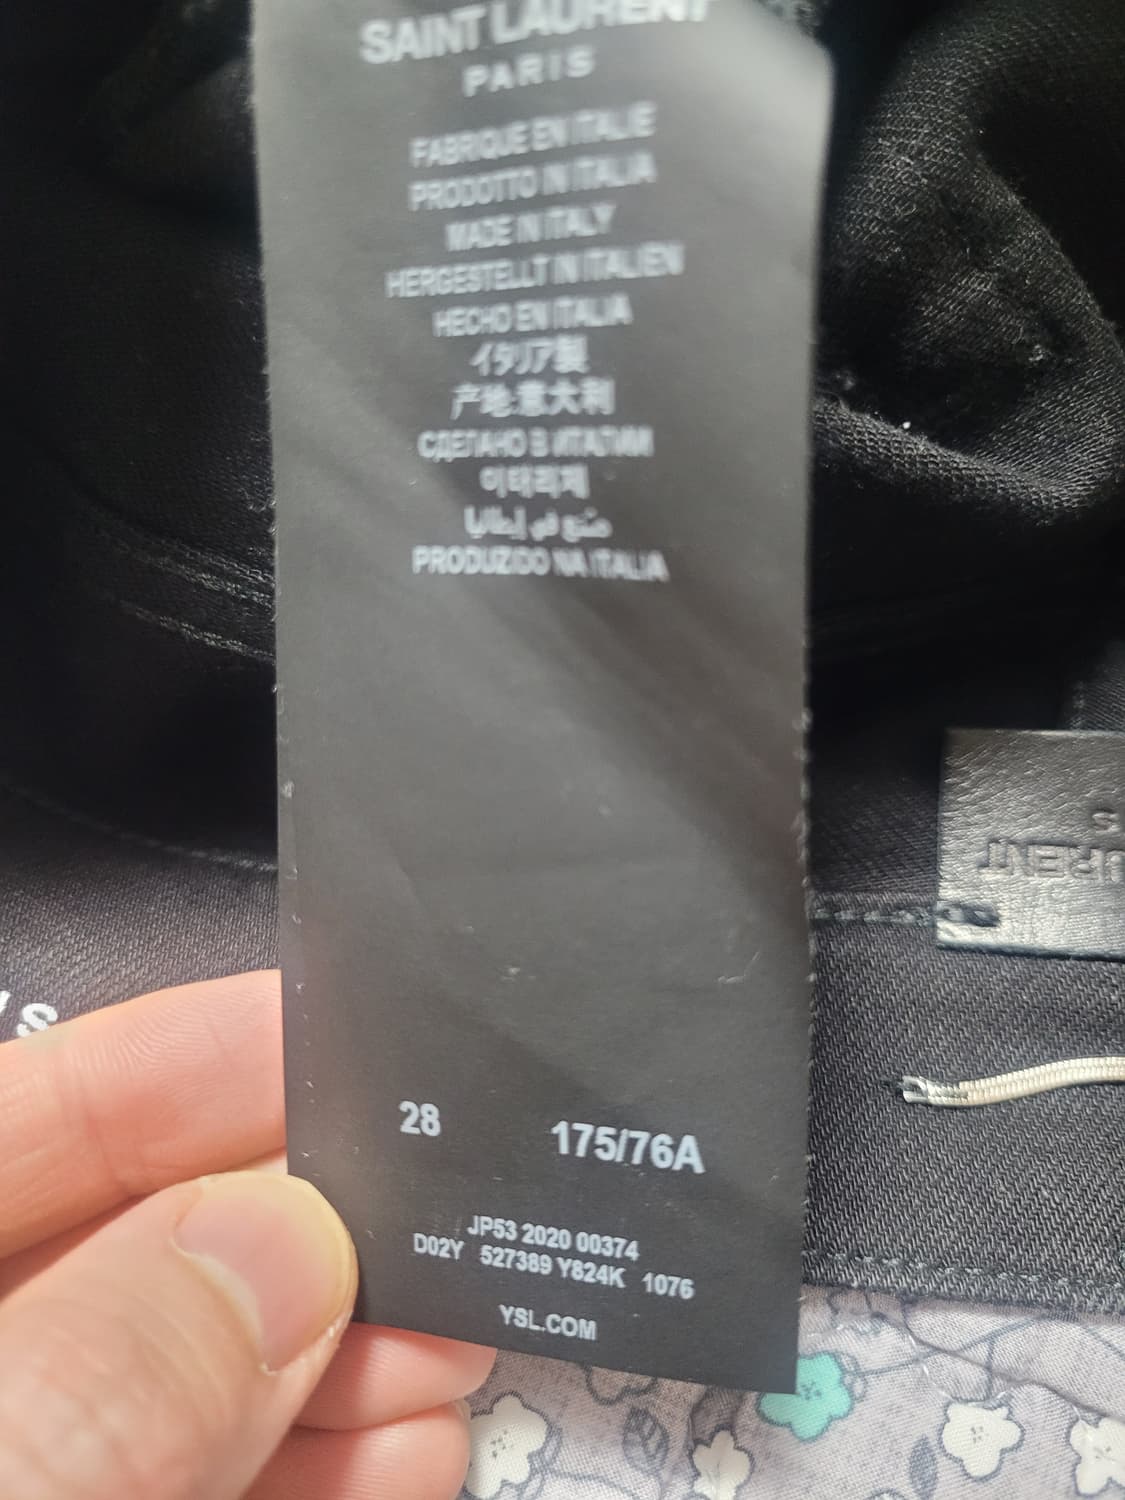 SAINT LAURENT
PARIS
FABRIQUE EN ITALIE
PRODOTTO IN ITALIA
MADE IN ITALY
HERGESTELLT IN ITALIEN
HECHO EN ITALIA
イタリア製
产地:意大利
СДЕЛАНО В ИТАЛИИ
이태리제
صنع في إيطاليا
PRODUZIDO NA ITALIA
28 175/76A
JP53 2020 00374
D02Y 527389 Y824K 1076
YSL.COM
S
URENT
S